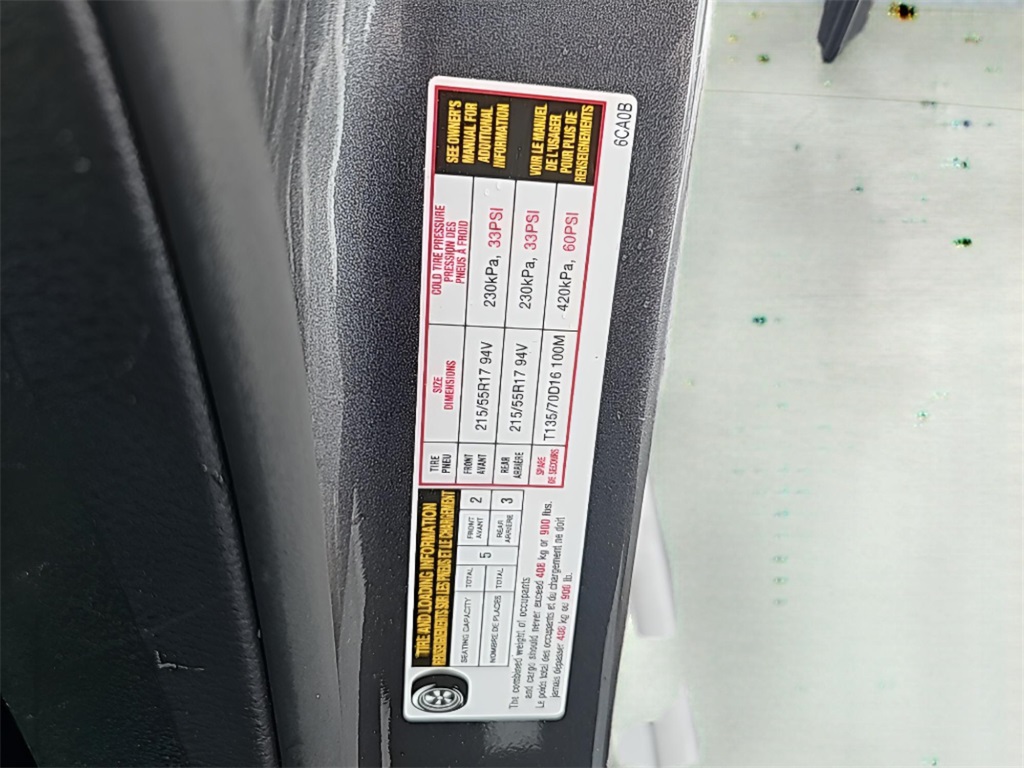 TIRE AND LOADING INFORMATION
RENSEIGNEMENTS SUR LES PNEUS ET LE CHARGEMENT
SEATING CAPACITY TOTAL 5 FRONT AVANT 2
NOMBRE DE PLACES TOTAL REAR ARRIÈRE 3
The combined weight of occupants
and cargo should never exceed 408 kg or 900 lbs.
Le poids total des occupants et du chargement ne doit
jamais dépasser 408 kg ou 900 lb.
TIRE
PNEU
SIZE
DIMENSIONS
COLD TIRE PRESSURE
PRESSION DES
PNEUS À FROID
FRONT
AVANT
215/55R17 94V
230kPa, 33PSI
REAR
ARRIÈRE
215/55R17 94V
230kPa, 33PSI
SPARE
DE SECOURS
T135/70D16 100M
420kPa, 60PSI
SEE OWNER'S
MANUAL FOR
ADDITIONAL
INFORMATION
VOIR LE MANUEL
DE L'USAGER
POUR PLUS DE
RENSEIGNEMENTS
6CA0B